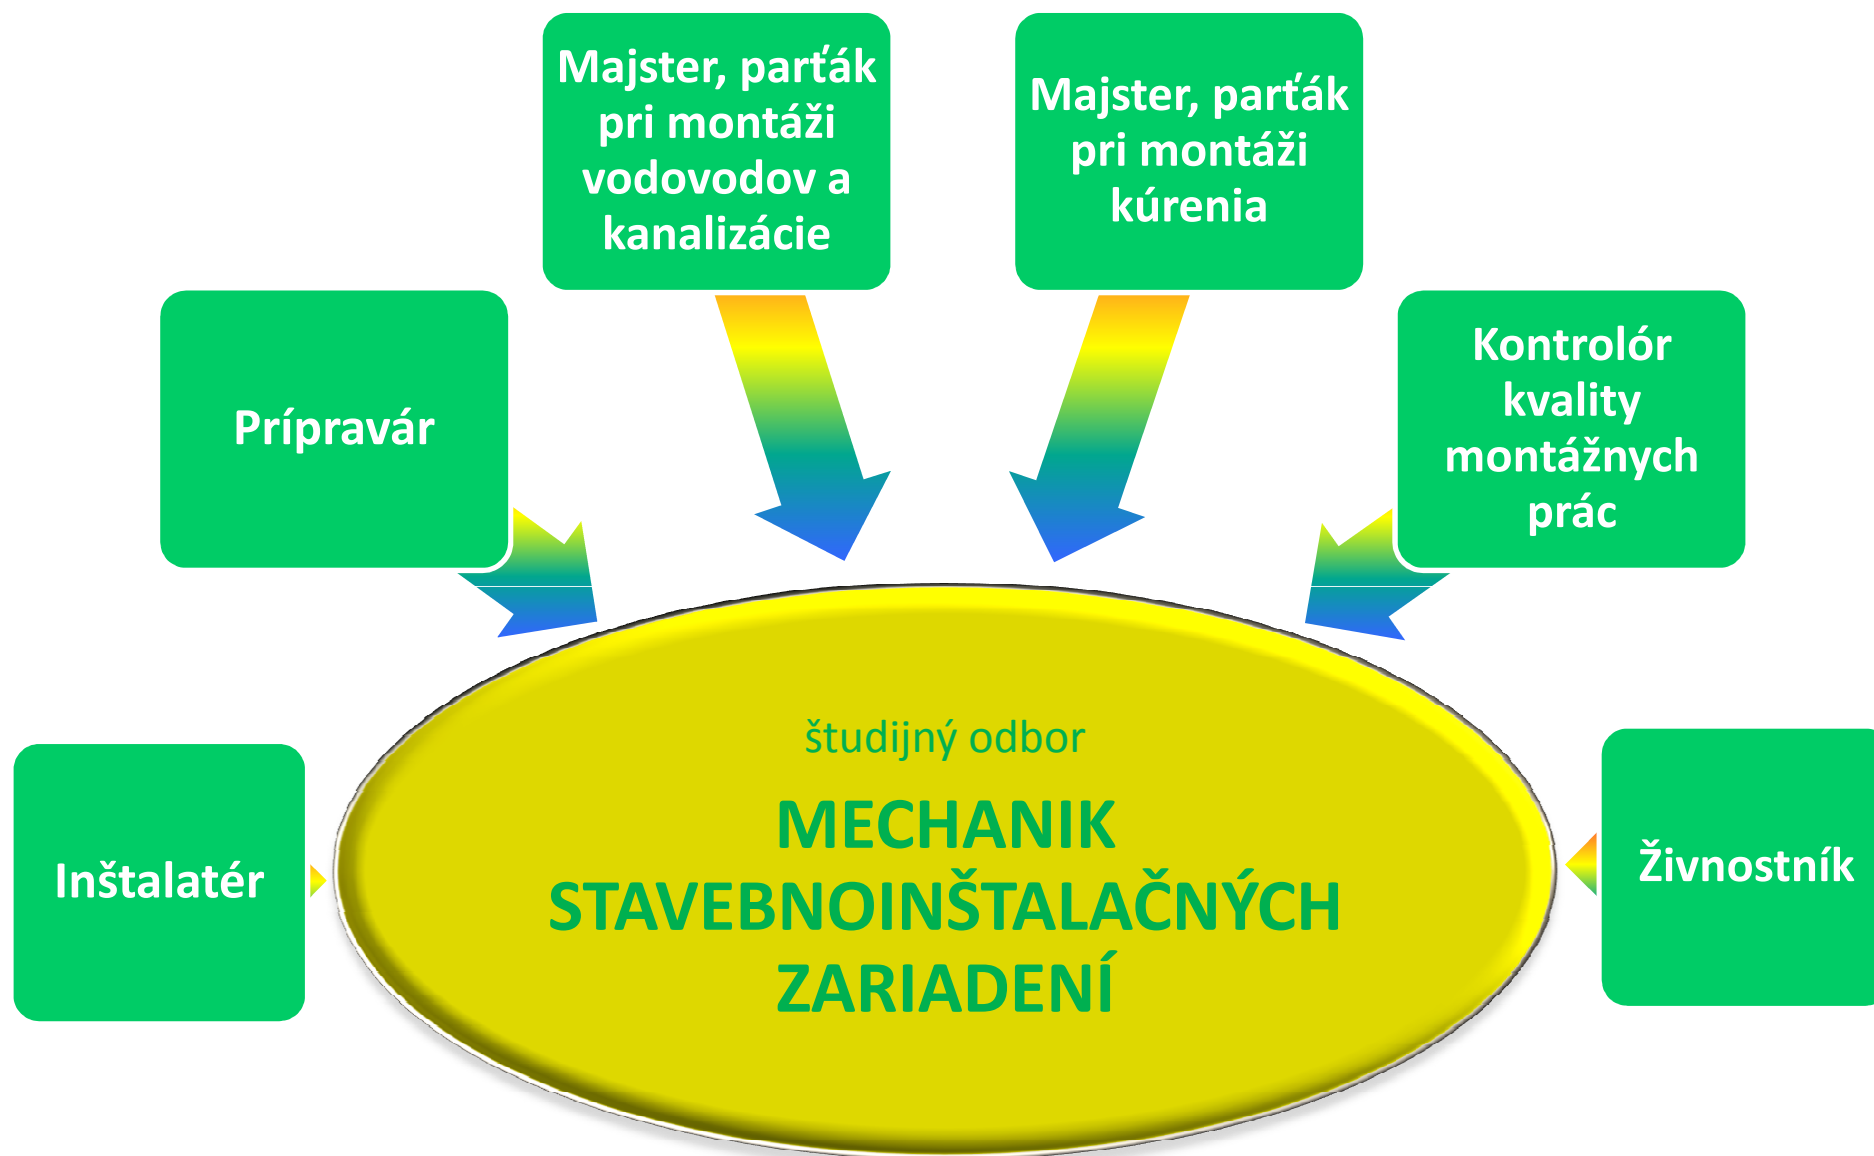 Majster, parťák
pri montáži
vodovodov a
kanalizácie
Majster, parťák
pri montáži
kúrenia
Prípravár
Kontrolór
kvality
montážnych
prác
študijný odbor
MECHANIK
STAVEBNOINŠTALAČNÝCH
ZARIADENÍ
Inštalatér
Živnostník